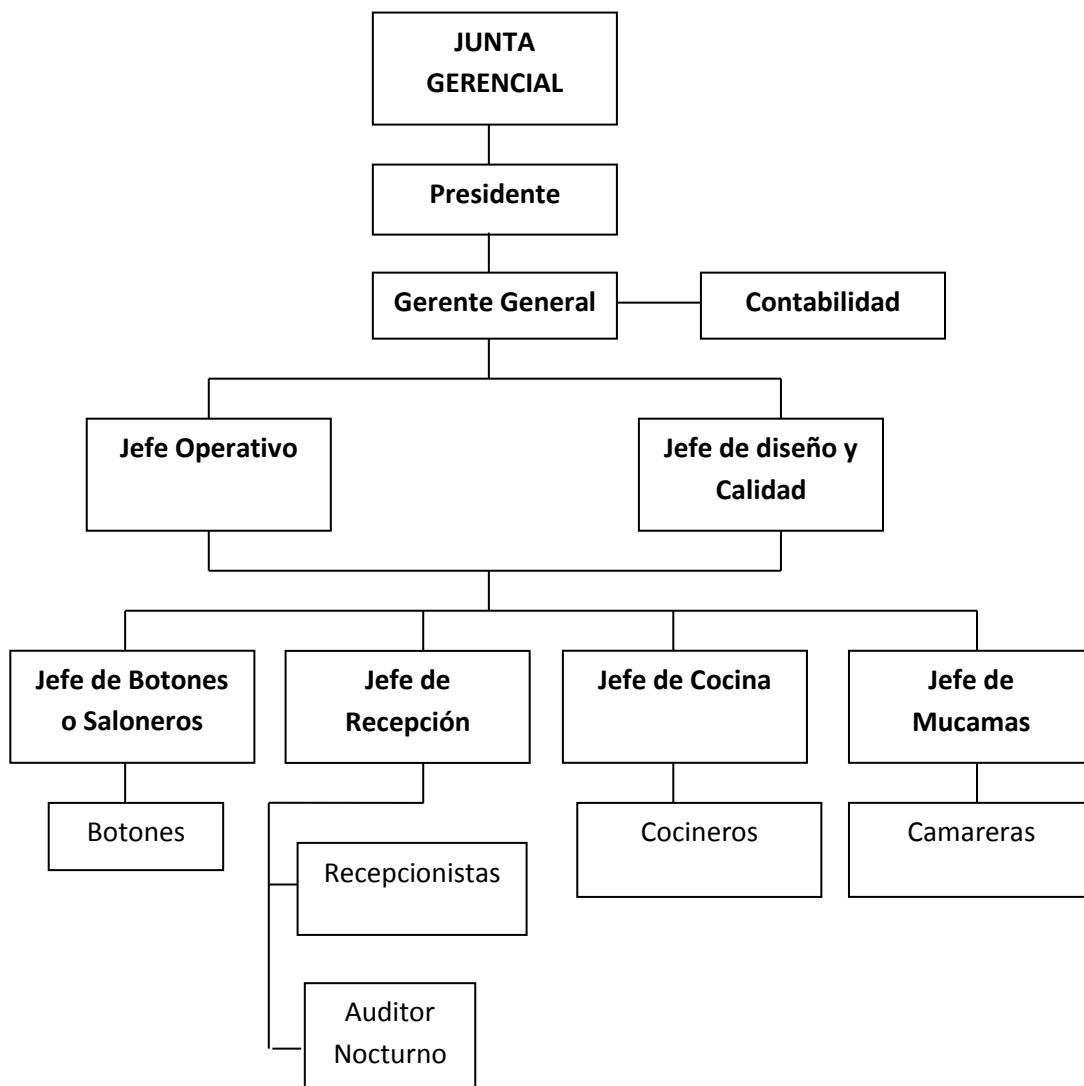 JUNTA
GERENCIAL
Presidente
Gerente General
Contabilidad
Jefe Operativo
Jefe de diseño y
Calidad
Jefe de Botones
o Saloneros
Jefe de
Recepción
Jefe de Cocina
Jefe de
Mucamas
Botones
Cocineros
Camareras
Recepcionistas
Auditor
Nocturno